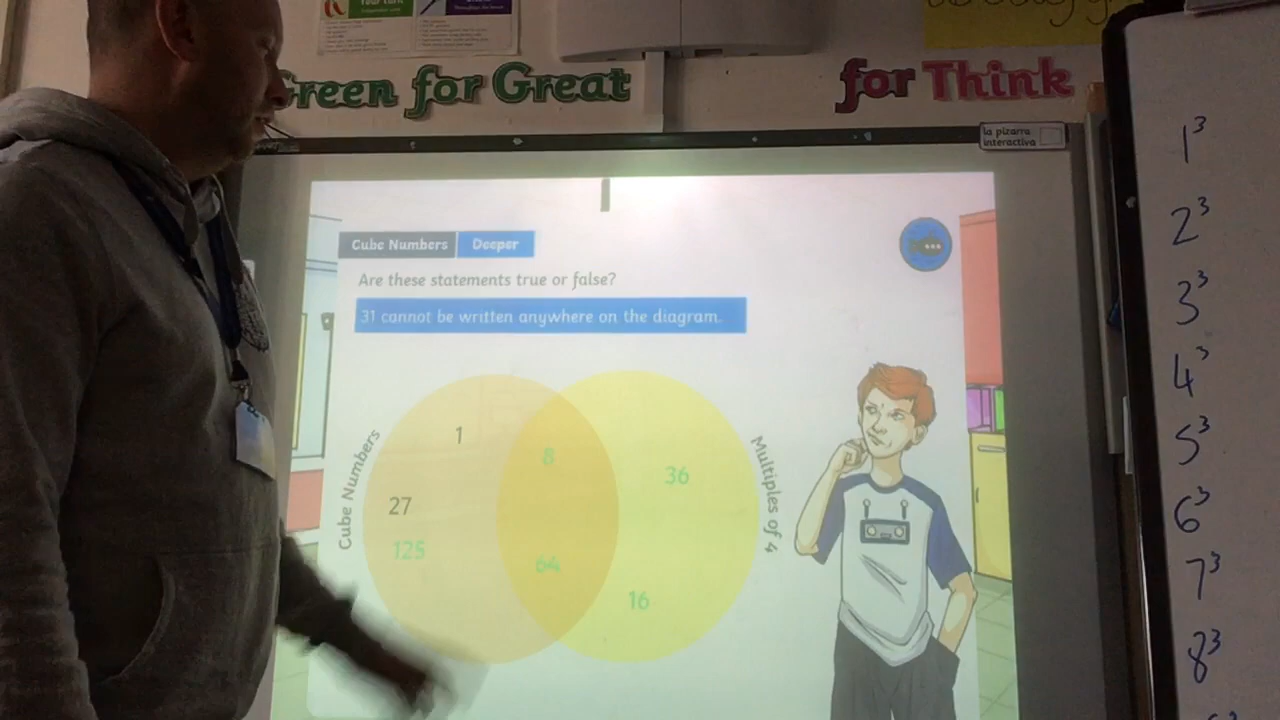 Green for Great
for Think
la pizarra
interactiva
Cube Numbers Deeper
Are these statements true or false?
31 cannot be written anywhere on the diagram.
Cube Numbers
Multiples of 4
1
8
36
27
125
64
16
1³
2³
3³
4³
5³
6³
7³
8³